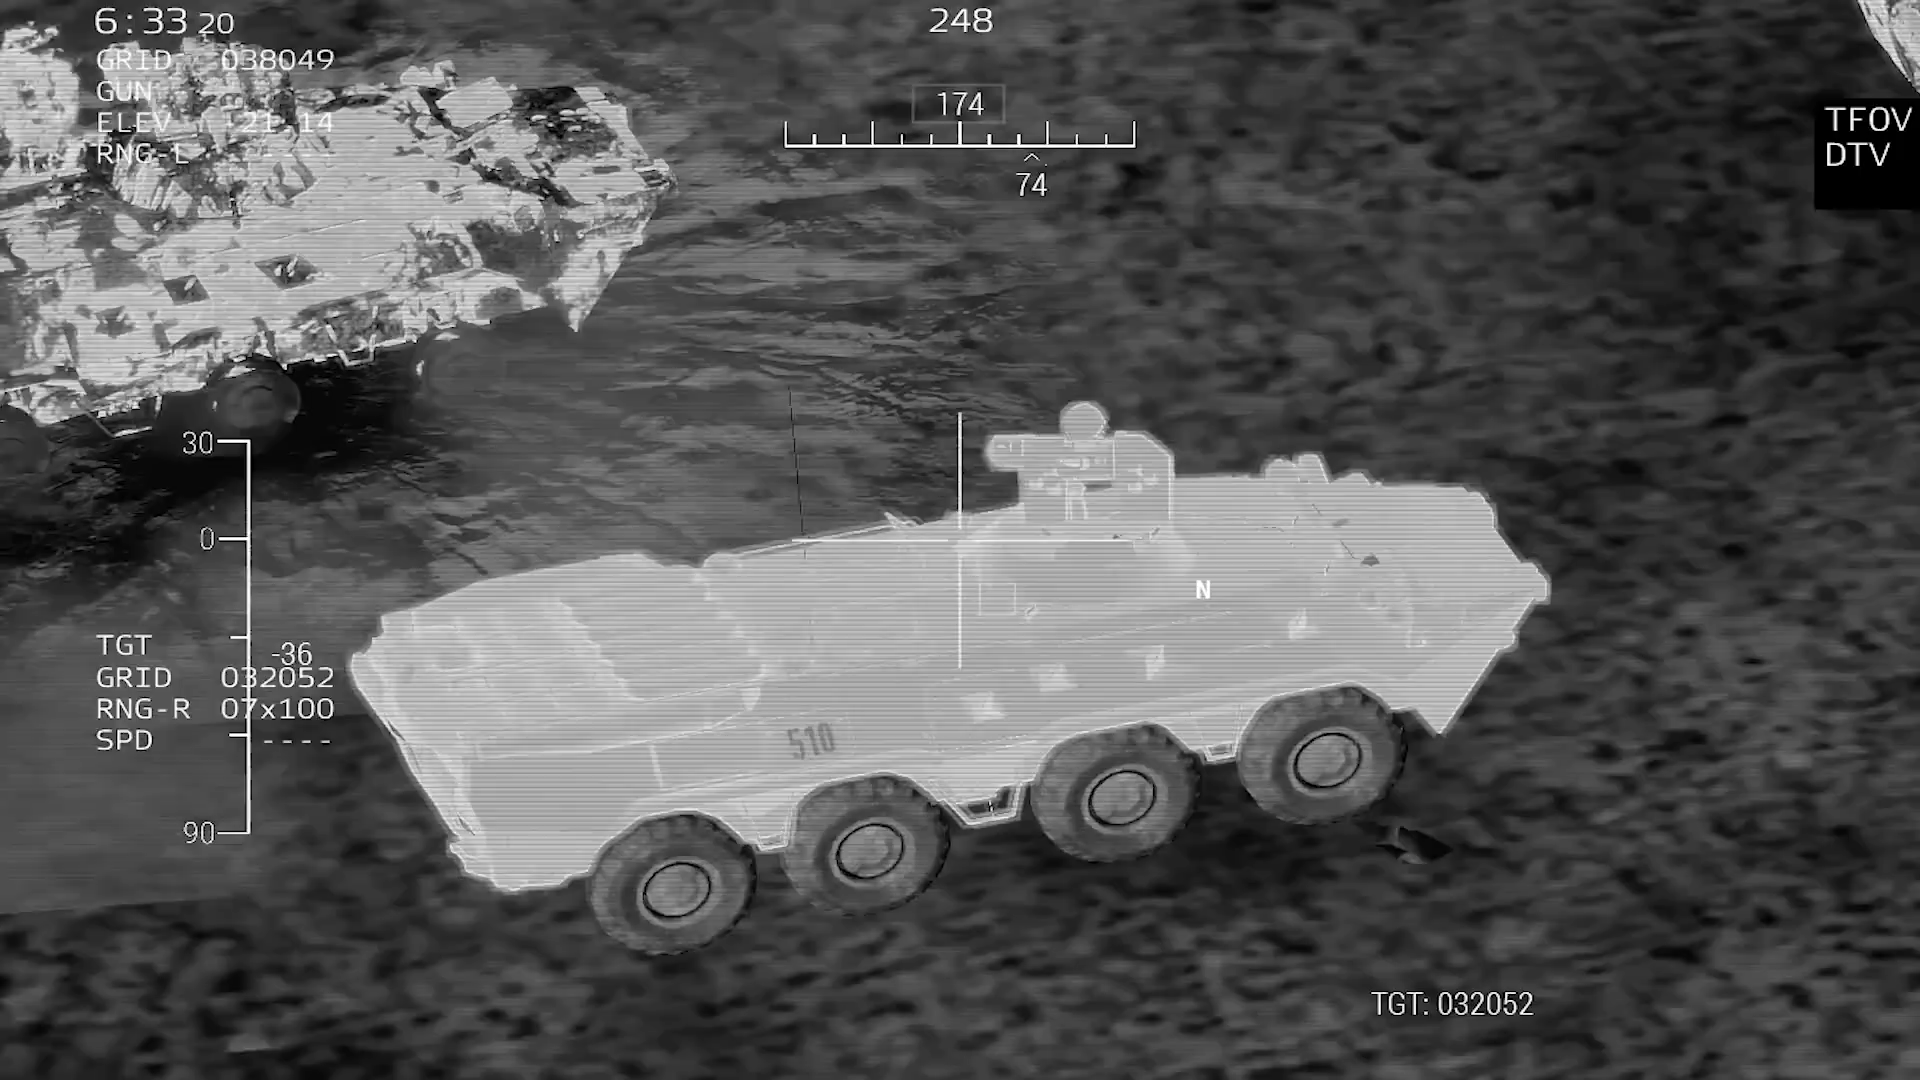 6:33 20
GRID 038049
GUN
ELEV -21.14
RNG-L ----
248
174
74
TFOV
DTV
30
0
TGT
-36
GRID 032052
RNG-R 07x100
SPD ----
90
N
510
TGT: 032052